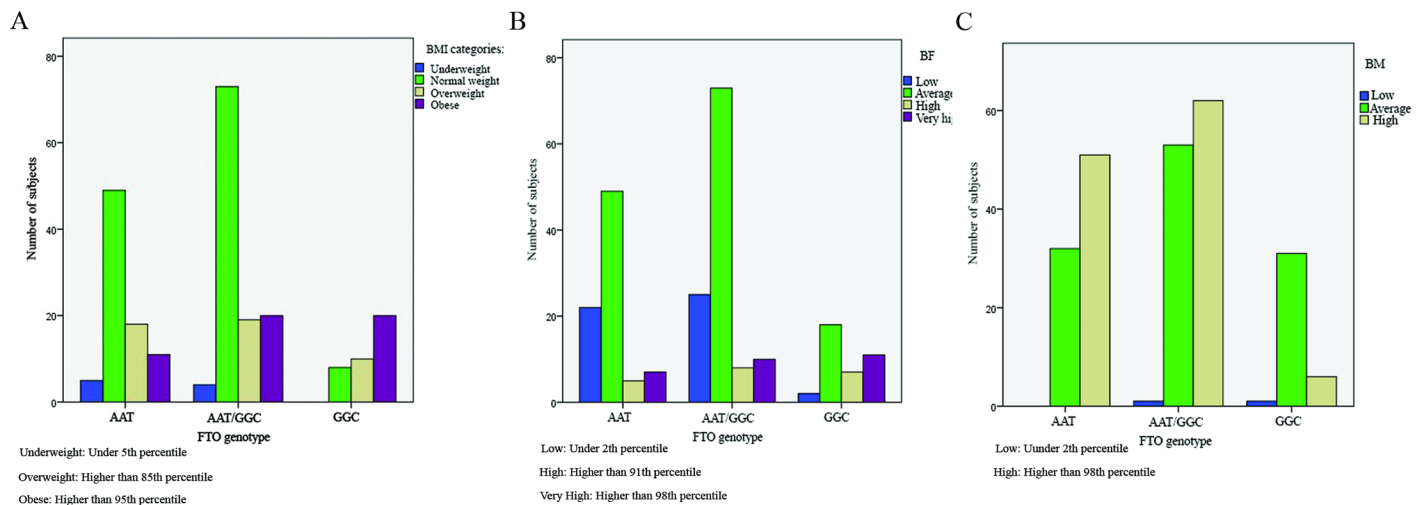 A
BMI categories:
Underweight
Normal weight
Overweight
Obese
Number of subjects
80
60
40
20
0
AAT
AAT/GGC
GGC
FTO genotype
Underweight: Under 5th percentile
Overweight: Higher than 85th percentile
Obese: Higher than 95th percentile
B
BF
Low
Average
High
Very hi
Number of subjects
80
60
40
20
0
AAT
AAT/GGC
GGC
FTO genotype
Low: Under 2th percentile
High: Higher than 91th percentile
Very High: Higher than 98th percentile
C
BM
Low
Average
High
Number of subjects
60
40
20
0
AAT
AAT/GGC
GGC
FTO genotype
Low: Uunder 2th percentile
High: Higher than 98th percentile